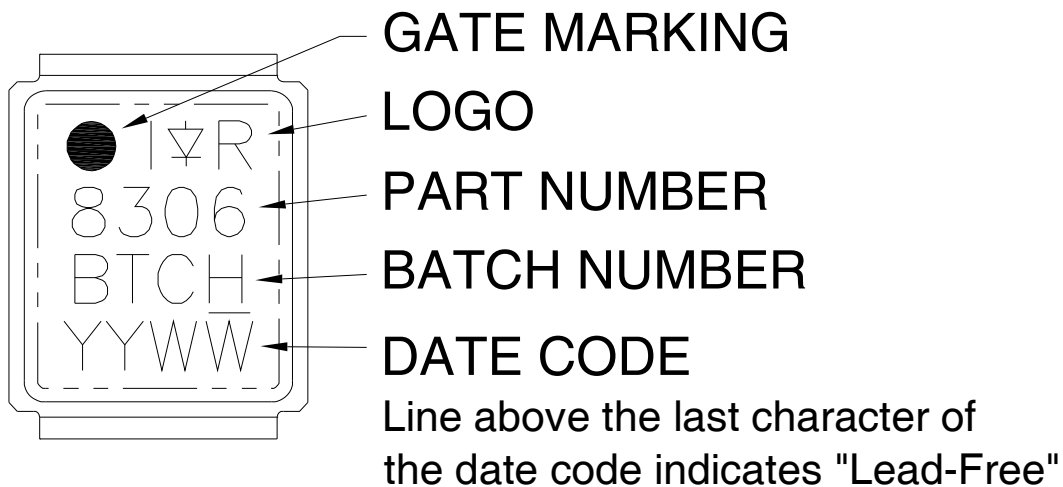 GATE MARKING
I R
LOGO
8306
PART NUMBER
BTCH
BATCH NUMBER
YYWW
DATE CODE
Line above the last character of
the date code indicates "Lead-Free"